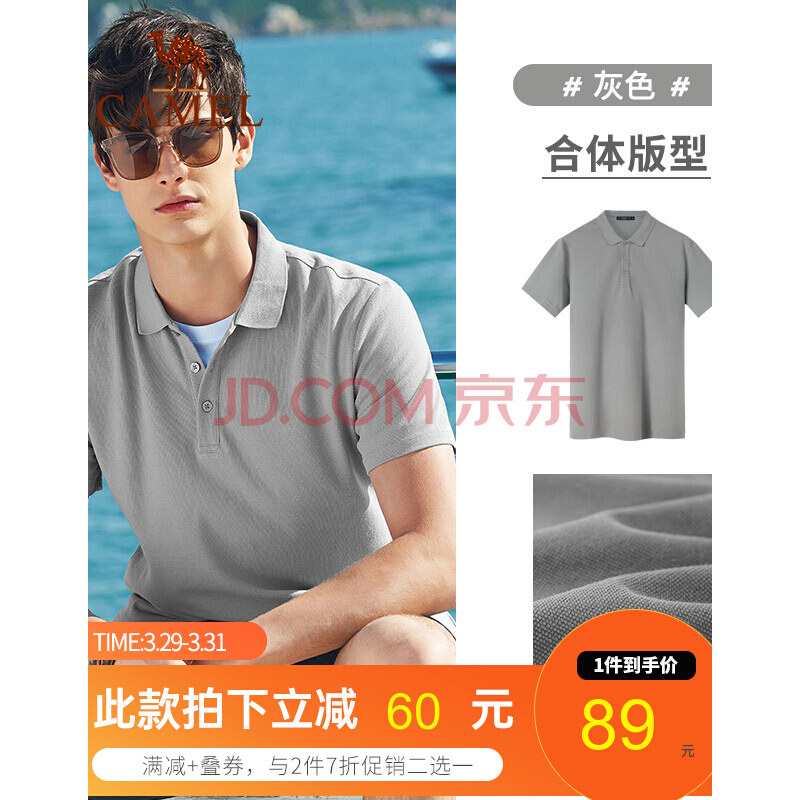 CAMEL
# 灰色 #
合体版型
JD.COM 京东
TIME:3.29-3.31
此款拍下立减 60 元
满减+叠券，与2件7折促销二选一
1件到手价
89 元